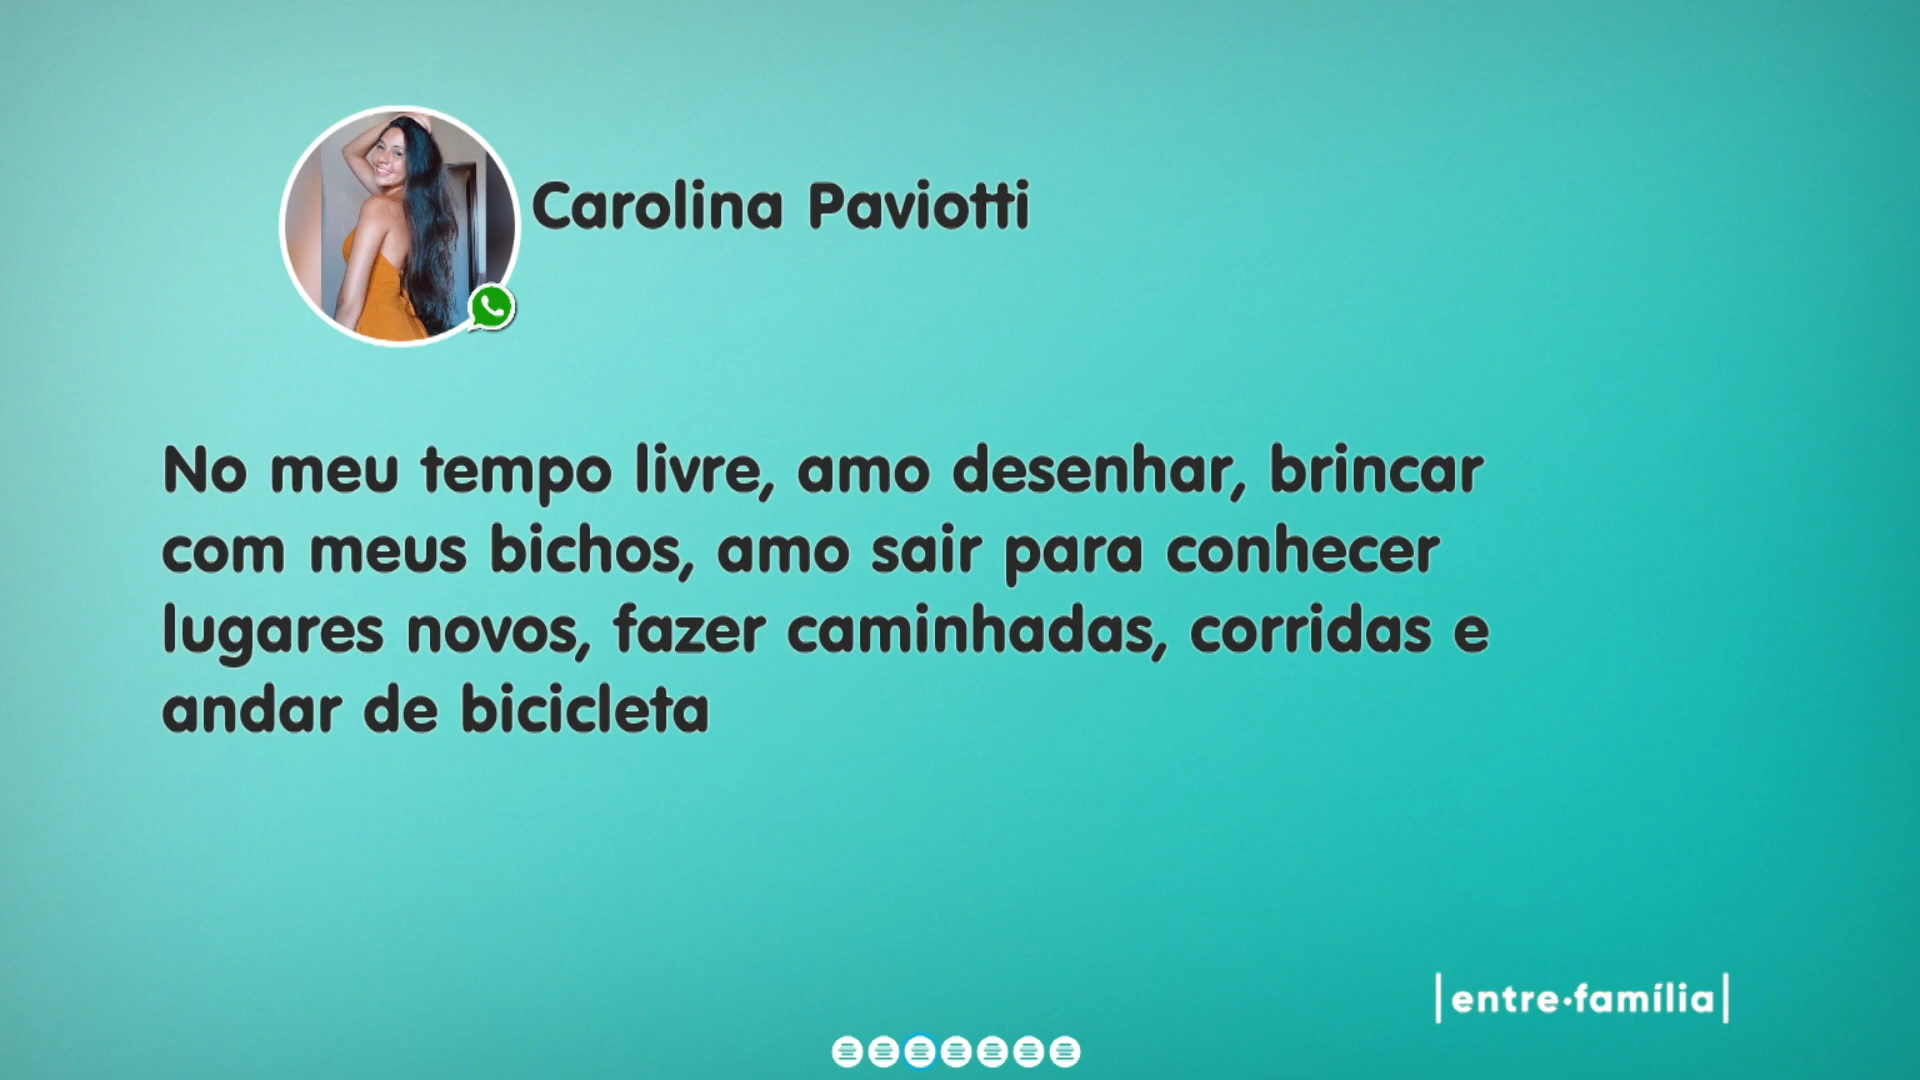 Carolina Paviotti
No meu tempo livre, amo desenhar, brincar
com meus bichos, amo sair para conhecer
lugares novos, fazer caminhadas, corridas e
andar de bicicleta
|entre·família|